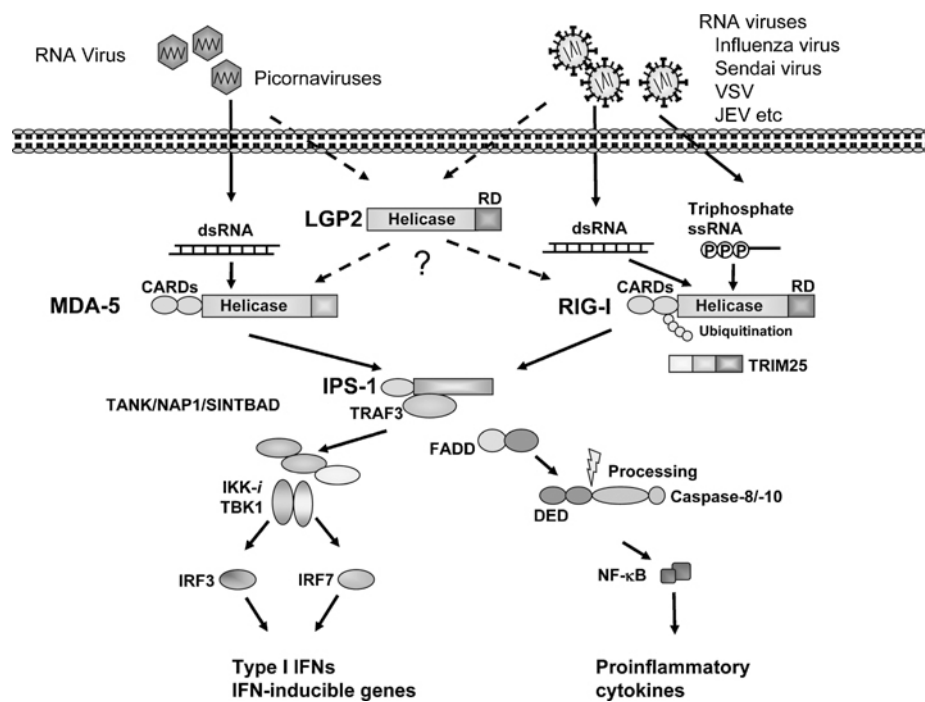 RNA Virus
Picornaviruses
RNA viruses
Influenza virus
Sendai virus
VSV
JEV etc
RD
LGP2
Helicase
dsRNA
dsRNA
Triphosphate
ssRNA
PPP
?
MDA-5
CARDs
Helicase
RIG-I
CARDs
Helicase
RD
Ubiquitination
TRIM25
IPS-1
TRAF3
TANK/NAP1/SINTBAD
FADD
Processing
Caspase-8/-10
DED
IKK-i
TBK1
IRF3
IRF7
NF-κB
Type I IFNs
IFN-inducible genes
Proinflammatory
cytokines